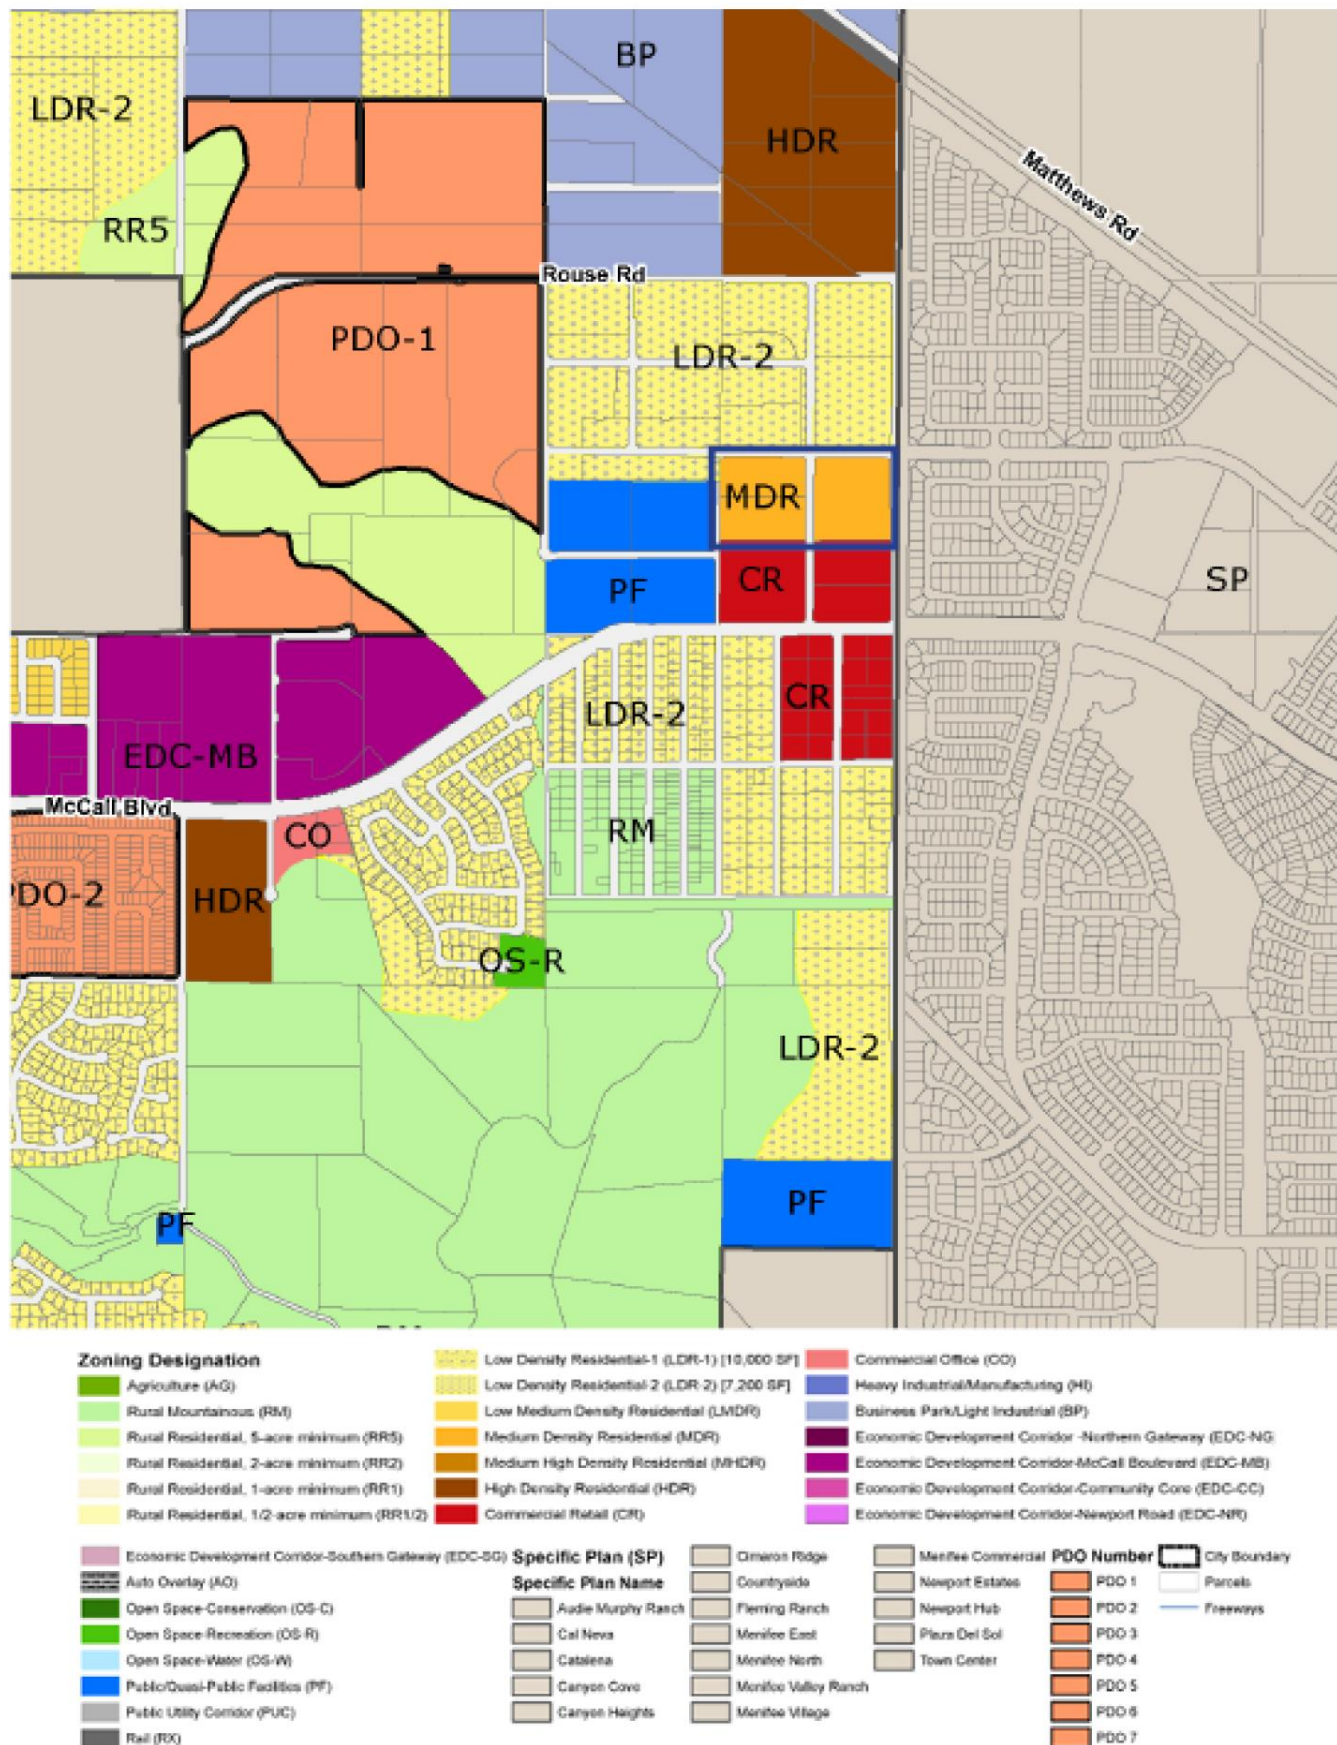 BP
LDR-2
HDR
Matthews Rd
RR5
Rouse Rd
PDO-1
LDR-2
MDR
PF
CR
SP
LDR-2
CR
EDC-MB
McCall Blvd
CO
RM
PDO-2
HDR
OS-R
LDR-2
PF
PF
Zoning Designation
Agriculture (AG)
Rural Mountainous (RM)
Rural Residential, 5-acre minimum (RR5)
Rural Residential, 2-acre minimum (RR2)
Rural Residential, 1-acre minimum (RR1)
Rural Residential, 1/2-acre minimum (RR1/2)
Low Density Residential-1 (LDR-1) [10,000 SF]
Low Density Residential-2 (LDR-2) [7,200 SF]
Low Medium Density Residential (LMDR)
Medium Density Residential (MDR)
Medium High Density Residential (MHDR)
High Density Residential (HDR)
Commercial Retail (CR)
Commercial Office (CO)
Heavy Industrial/Manufacturing (HI)
Business Park/Light Industrial (BP)
Economic Development Corridor -Northern Gateway (EDC-NG
Economic Development Corridor-McCall Boulevard (EDC-MB)
Economic Development Corridor-Community Core (EDC-CC)
Economic Development Corridor-Newport Road (EDC-NR)
Economic Development Corridor-Southern Gateway (EDC-SG)
Auto Overlay (AO)
Open Space-Conservation (OS-C)
Open Space-Recreation (OS-R)
Open Space-Water (OS-W)
Public/Quasi-Public Facilities (PF)
Public Utility Corridor (PUC)
Rail (RX)
Specific Plan (SP)
Specific Plan Name
Audie Murphy Ranch
Cal Neva
Catalena
Canyon Cove
Canyon Heights
Cimarron Ridge
Countryside
Fleming Ranch
Menifee East
Menifee North
Menifee Valley Ranch
Menifee Village
Menifee Commercial
Newport Estates
Newport Hub
Plaza Del Sol
Town Center
PDO Number
PDO 1
PDO 2
PDO 3
PDO 4
PDO 5
PDO 6
PDO 7
City Boundary
Parcels
Freeways